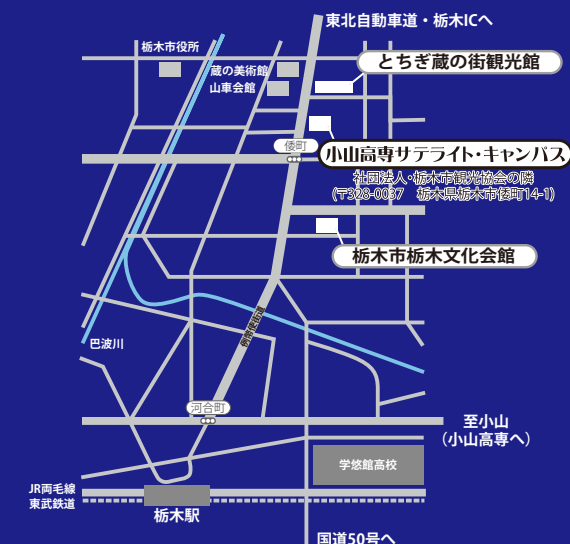 東北自動車道・栃木ICへ
栃木市役所
とちぎ蔵の街観光館
蔵の美術館
山車会館
倭町
小山高専サテライト・キャンパス
社団法人・栃木市観光協会の隣
(〒328-0037　栃木県栃木市倭町14-1)
栃木市栃木文化会館
例幣使街道
巴波川
河合町
至小山
(小山高専へ)
学悠館高校
JR両毛線
東武鉄道
栃木駅
国道50号へ